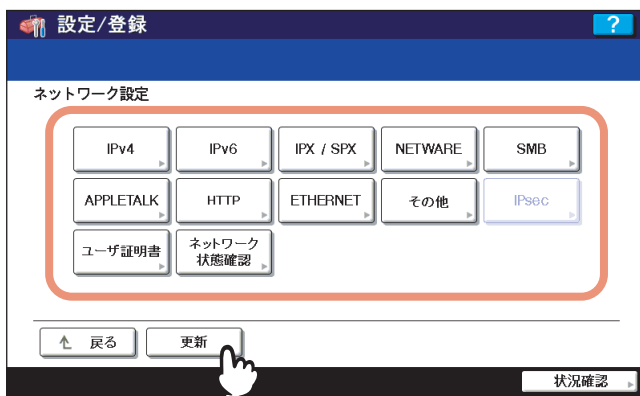 設定/登録
?
ネットワーク設定
IPv4
IPv6
IPX / SPX
NETWARE
SMB
APPLETALK
HTTP
ETHERNET
その他
IPsec
ユーザ証明書
ネットワーク
状態確認
戻る
更新
状況確認